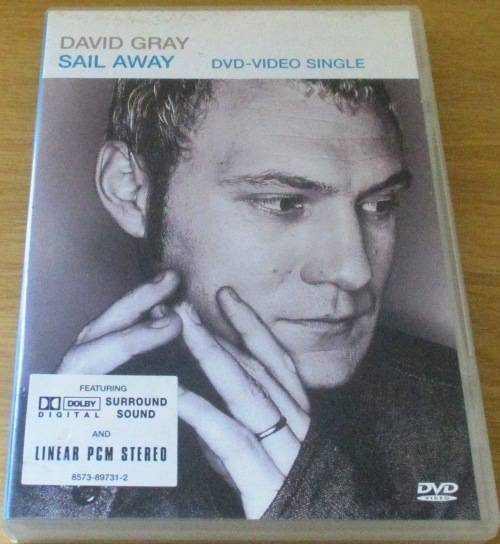 DAVID GRAY
SAIL AWAY DVD-VIDEO SINGLE
FEATURING
DOLBY SURROUND
DIGITAL SOUND
AND
LINEAR PCM STEREO
8573-89731-2
DVD
VIDEO